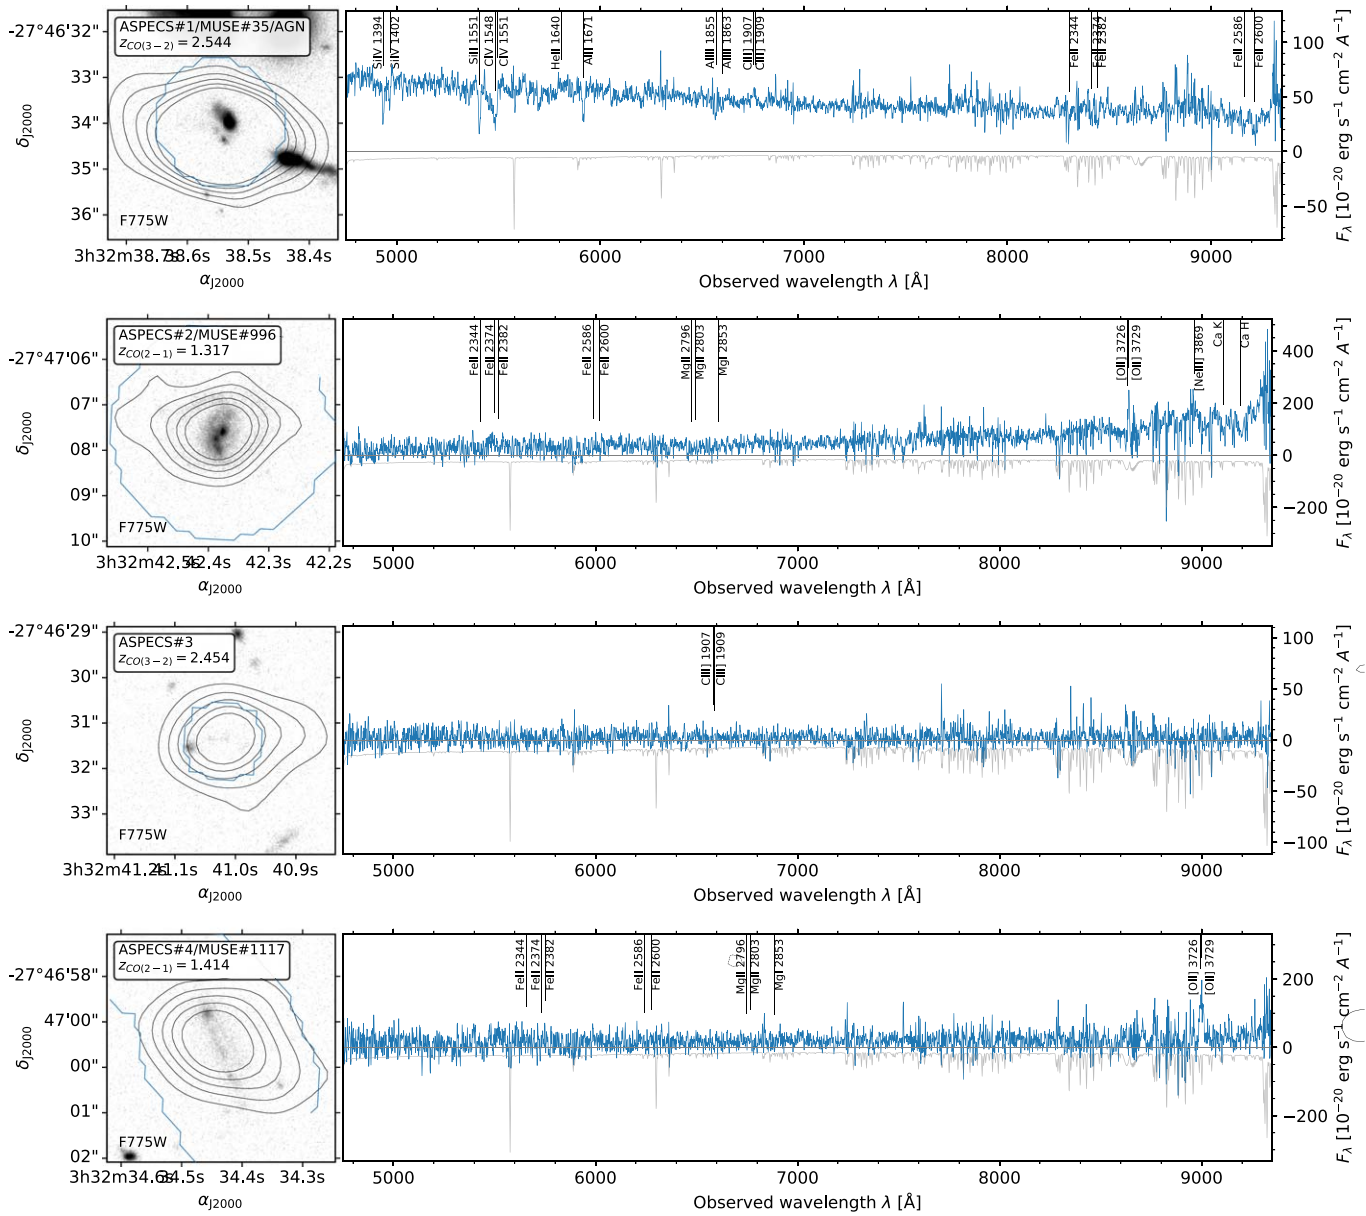 ASPECS#1/MUSE#35/AGN
zCO(3−2) = 2.544
F775W
-27°46'32"
33"
34"
35"
36"
δJ2000
3h32m38.7s
38.6s
38.5s
38.4s
αJ2000
SiIV 1394
SiIV 1402
SiII 1551
CIV 1548
CIV 1551
HeII 1640
AlII 1671
AlIII 1855
AlIII 1863
CIII] 1907
CIII] 1909
FeII 2344
FeII 2374
FeII 2382
FeII 2586
FeII 2600
100
50
0
−50
Fλ [10−20 erg s−1 cm−2 A−1]
5000
6000
7000
8000
9000
Observed wavelength λ [Å]
ASPECS#2/MUSE#996
zCO(2−1) = 1.317
F775W
-27°47'06"
07"
08"
09"
10"
δJ2000
3h32m42.5s
42.4s
42.3s
42.2s
αJ2000
FeII 2344
FeII 2374
FeII 2382
FeII 2586
FeII 2600
MgII 2796
MgII 2803
MgI 2853
[OII] 3726
[OII] 3729
[NeIII] 3869
Ca K
Ca H
400
200
0
−200
Fλ [10−20 erg s−1 cm−2 A−1]
5000
6000
7000
8000
9000
Observed wavelength λ [Å]
ASPECS#3
zCO(3−2) = 2.454
F775W
-27°46'29"
30"
31"
32"
33"
δJ2000
3h32m41.2s
41.1s
41.0s
40.9s
αJ2000
CIII] 1907
CIII] 1909
100
50
0
−50
−100
Fλ [10−20 erg s−1 cm−2 A−1]
5000
6000
7000
8000
9000
Observed wavelength λ [Å]
ASPECS#4/MUSE#1117
zCO(2−1) = 1.414
F775W
-27°46'58"
47'00"
00"
01"
02"
δJ2000
3h32m34.6s
34.5s
34.4s
34.3s
αJ2000
FeII 2344
FeII 2374
FeII 2382
FeII 2586
FeII 2600
MgII 2796
MgII 2803
MgI 2853
[OII] 3726
[OII] 3729
200
0
−200
Fλ [10−20 erg s−1 cm−2 A−1]
5000
6000
7000
8000
9000
Observed wavelength λ [Å]